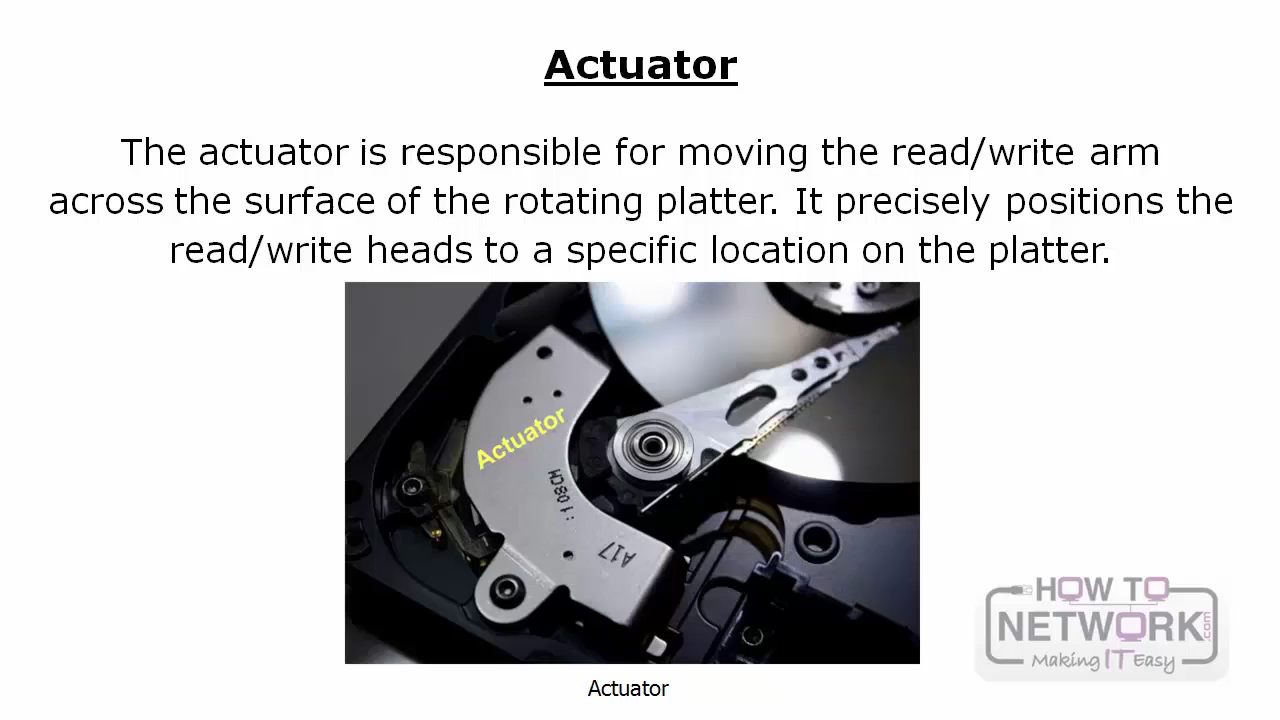 Actuator
The actuator is responsible for moving the read/write arm
across the surface of the rotating platter. It precisely positions the
read/write heads to a specific location on the platter.
Actuator
:108CM
A17
HOW TO
NETWORK.com
Making IT Easy
Actuator